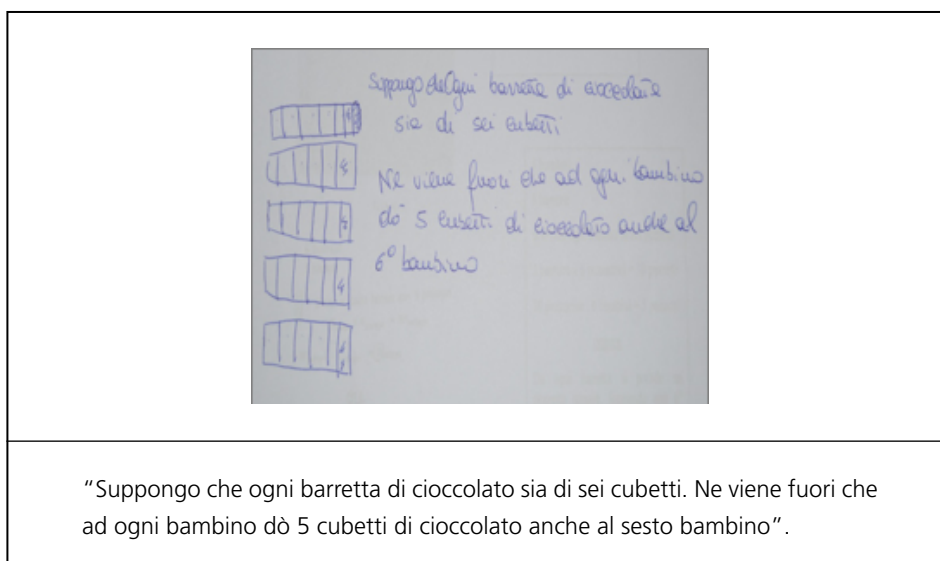 Suppongo che Ogni barretta di cioccolata
sia di sei cubetti
Ne viene fuori che ad ogni bambino
dò 5 cubetti di cioccolato anche al
6º bambino
“Suppongo che ogni barretta di cioccolato sia di sei cubetti. Ne viene fuori che
ad ogni bambino dò 5 cubetti di cioccolato anche al sesto bambino”.